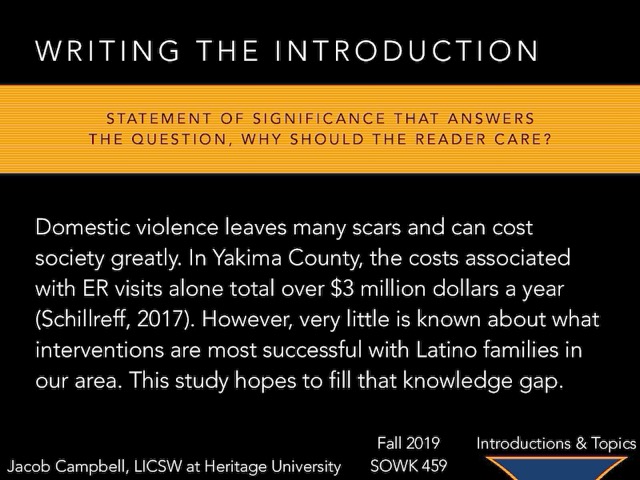 WRITING THE INTRODUCTION
STATEMENT OF SIGNIFICANCE THAT ANSWERS
THE QUESTION, WHY SHOULD THE READER CARE?
Domestic violence leaves many scars and can cost
society greatly. In Yakima County, the costs associated
with ER visits alone total over $3 million dollars a year
(Schillreff, 2017). However, very little is known about what
interventions are most successful with Latino families in
our area. This study hopes to fill that knowledge gap.
Fall 2019 Introductions & Topics
Jacob Campbell, LICSW at Heritage University SOWK 459